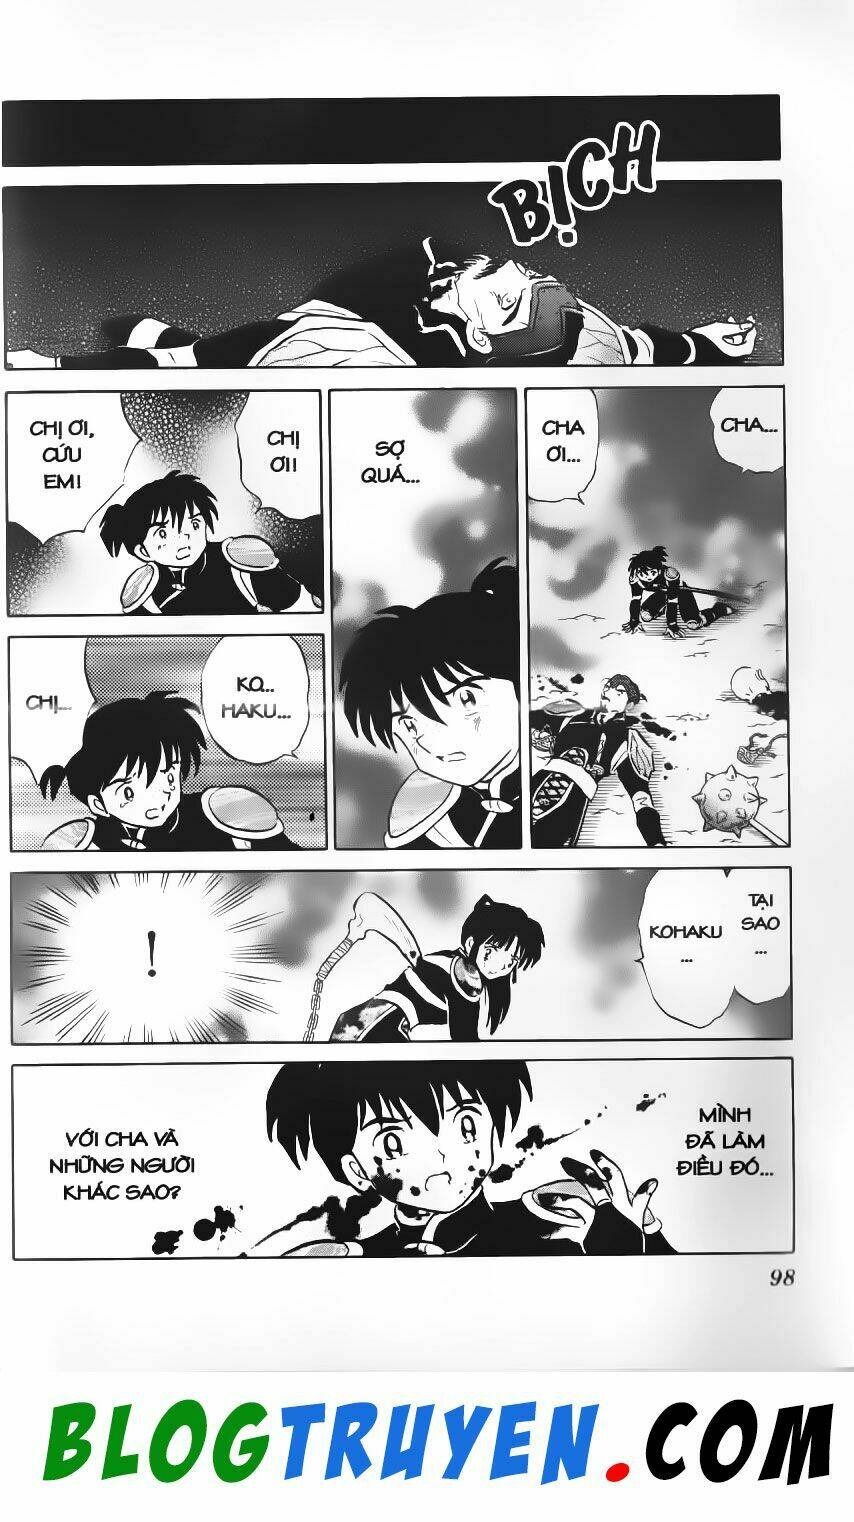 BỊCH
CHA...
CHA
ƠI...
SỢ
QUÁ...
CHỊ
ƠI!
CHỊ ƠI,
CỨU
EM!
KO...
HAKU...
CHỊ...
TẠI
SAO
...
KOHAKU
...
!
MÌNH
ĐÃ LÀM
ĐIỀU ĐÓ...
VỚI CHA VÀ
NHỮNG NGƯỜI
KHÁC SAO?
98
BLOGTRUYEN.COM